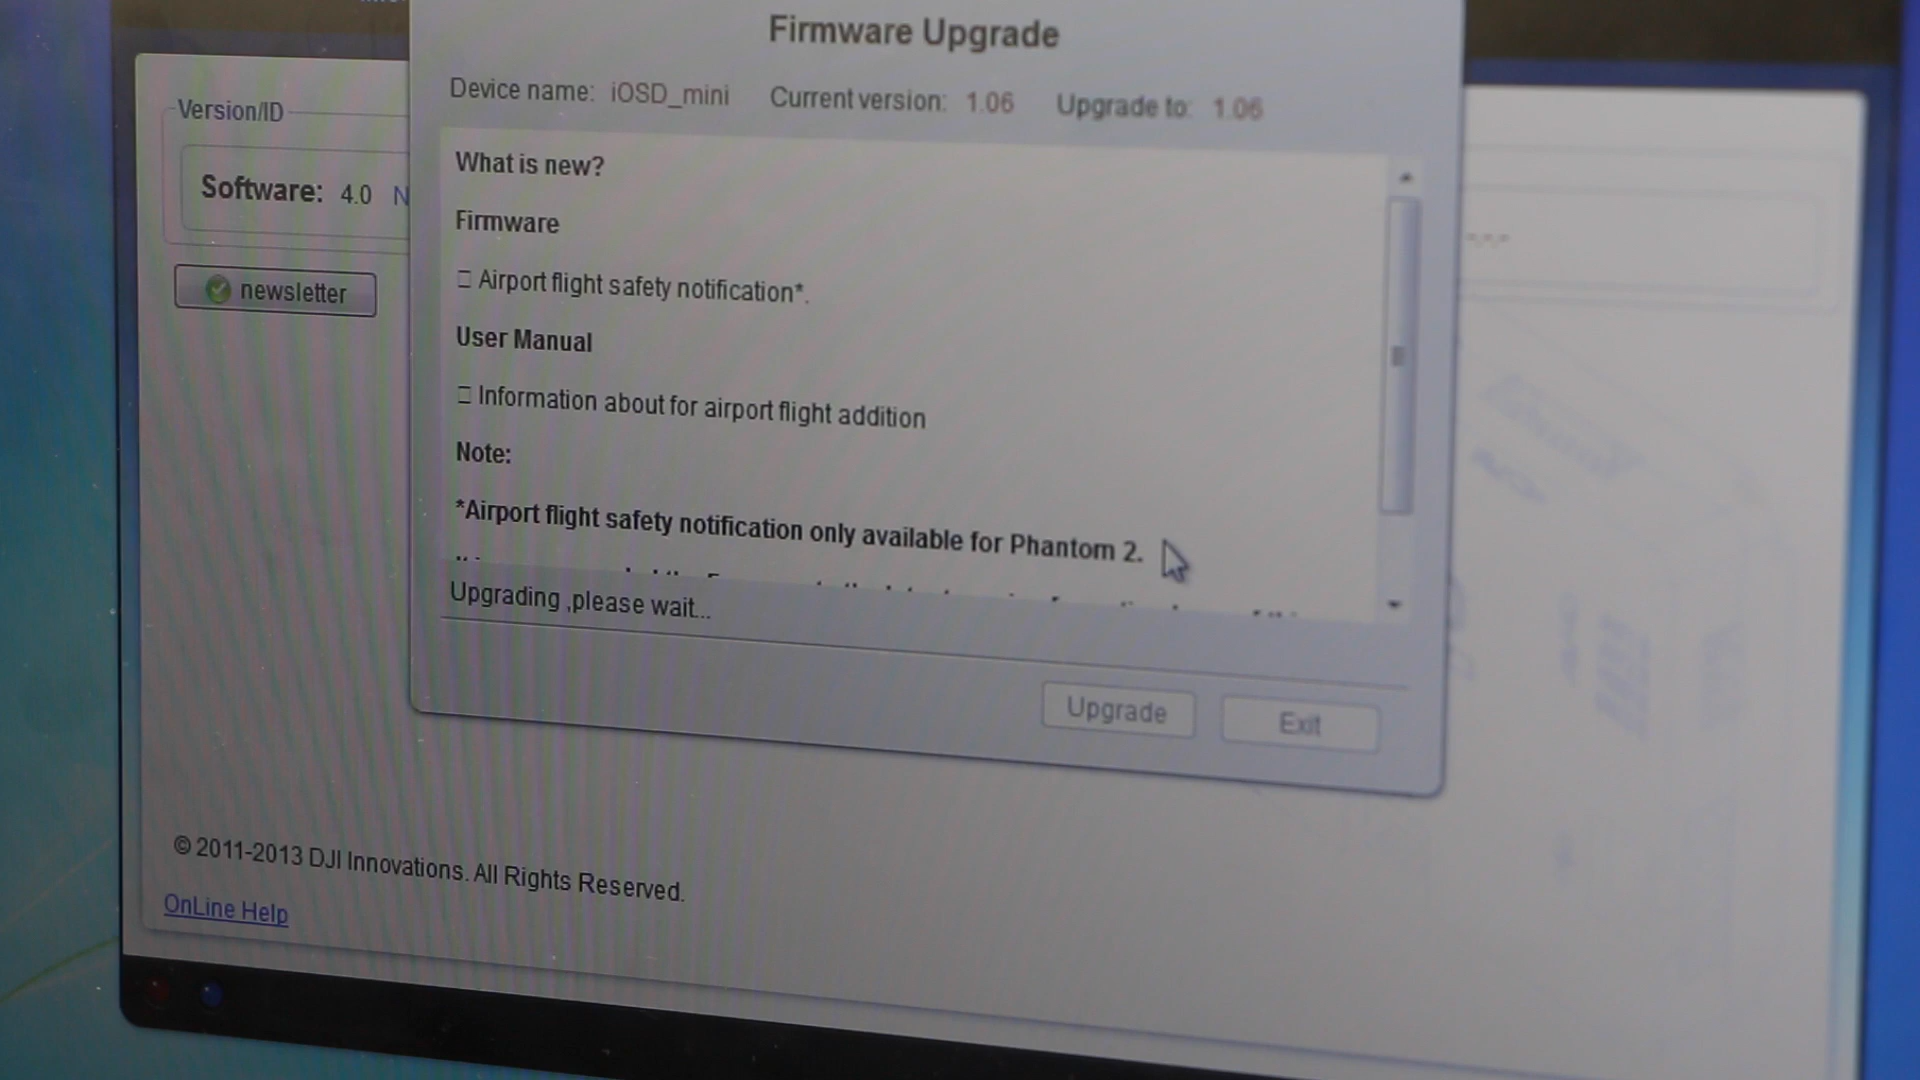 Firmware Upgrade
Device name: iOSD_mini Current version: 1.06 Upgrade to: 1.06
Version/ID
Software: 4.0 N
newsletter
What is new?
Firmware
□ Airport flight safety notification*.
User Manual
□ Information about for airport flight addition
Note:
*Airport flight safety notification only available for Phantom 2.
Upgrading ,please wait...
Upgrade Exit
© 2011-2013 DJI Innovations. All Rights Reserved.
OnLine Help